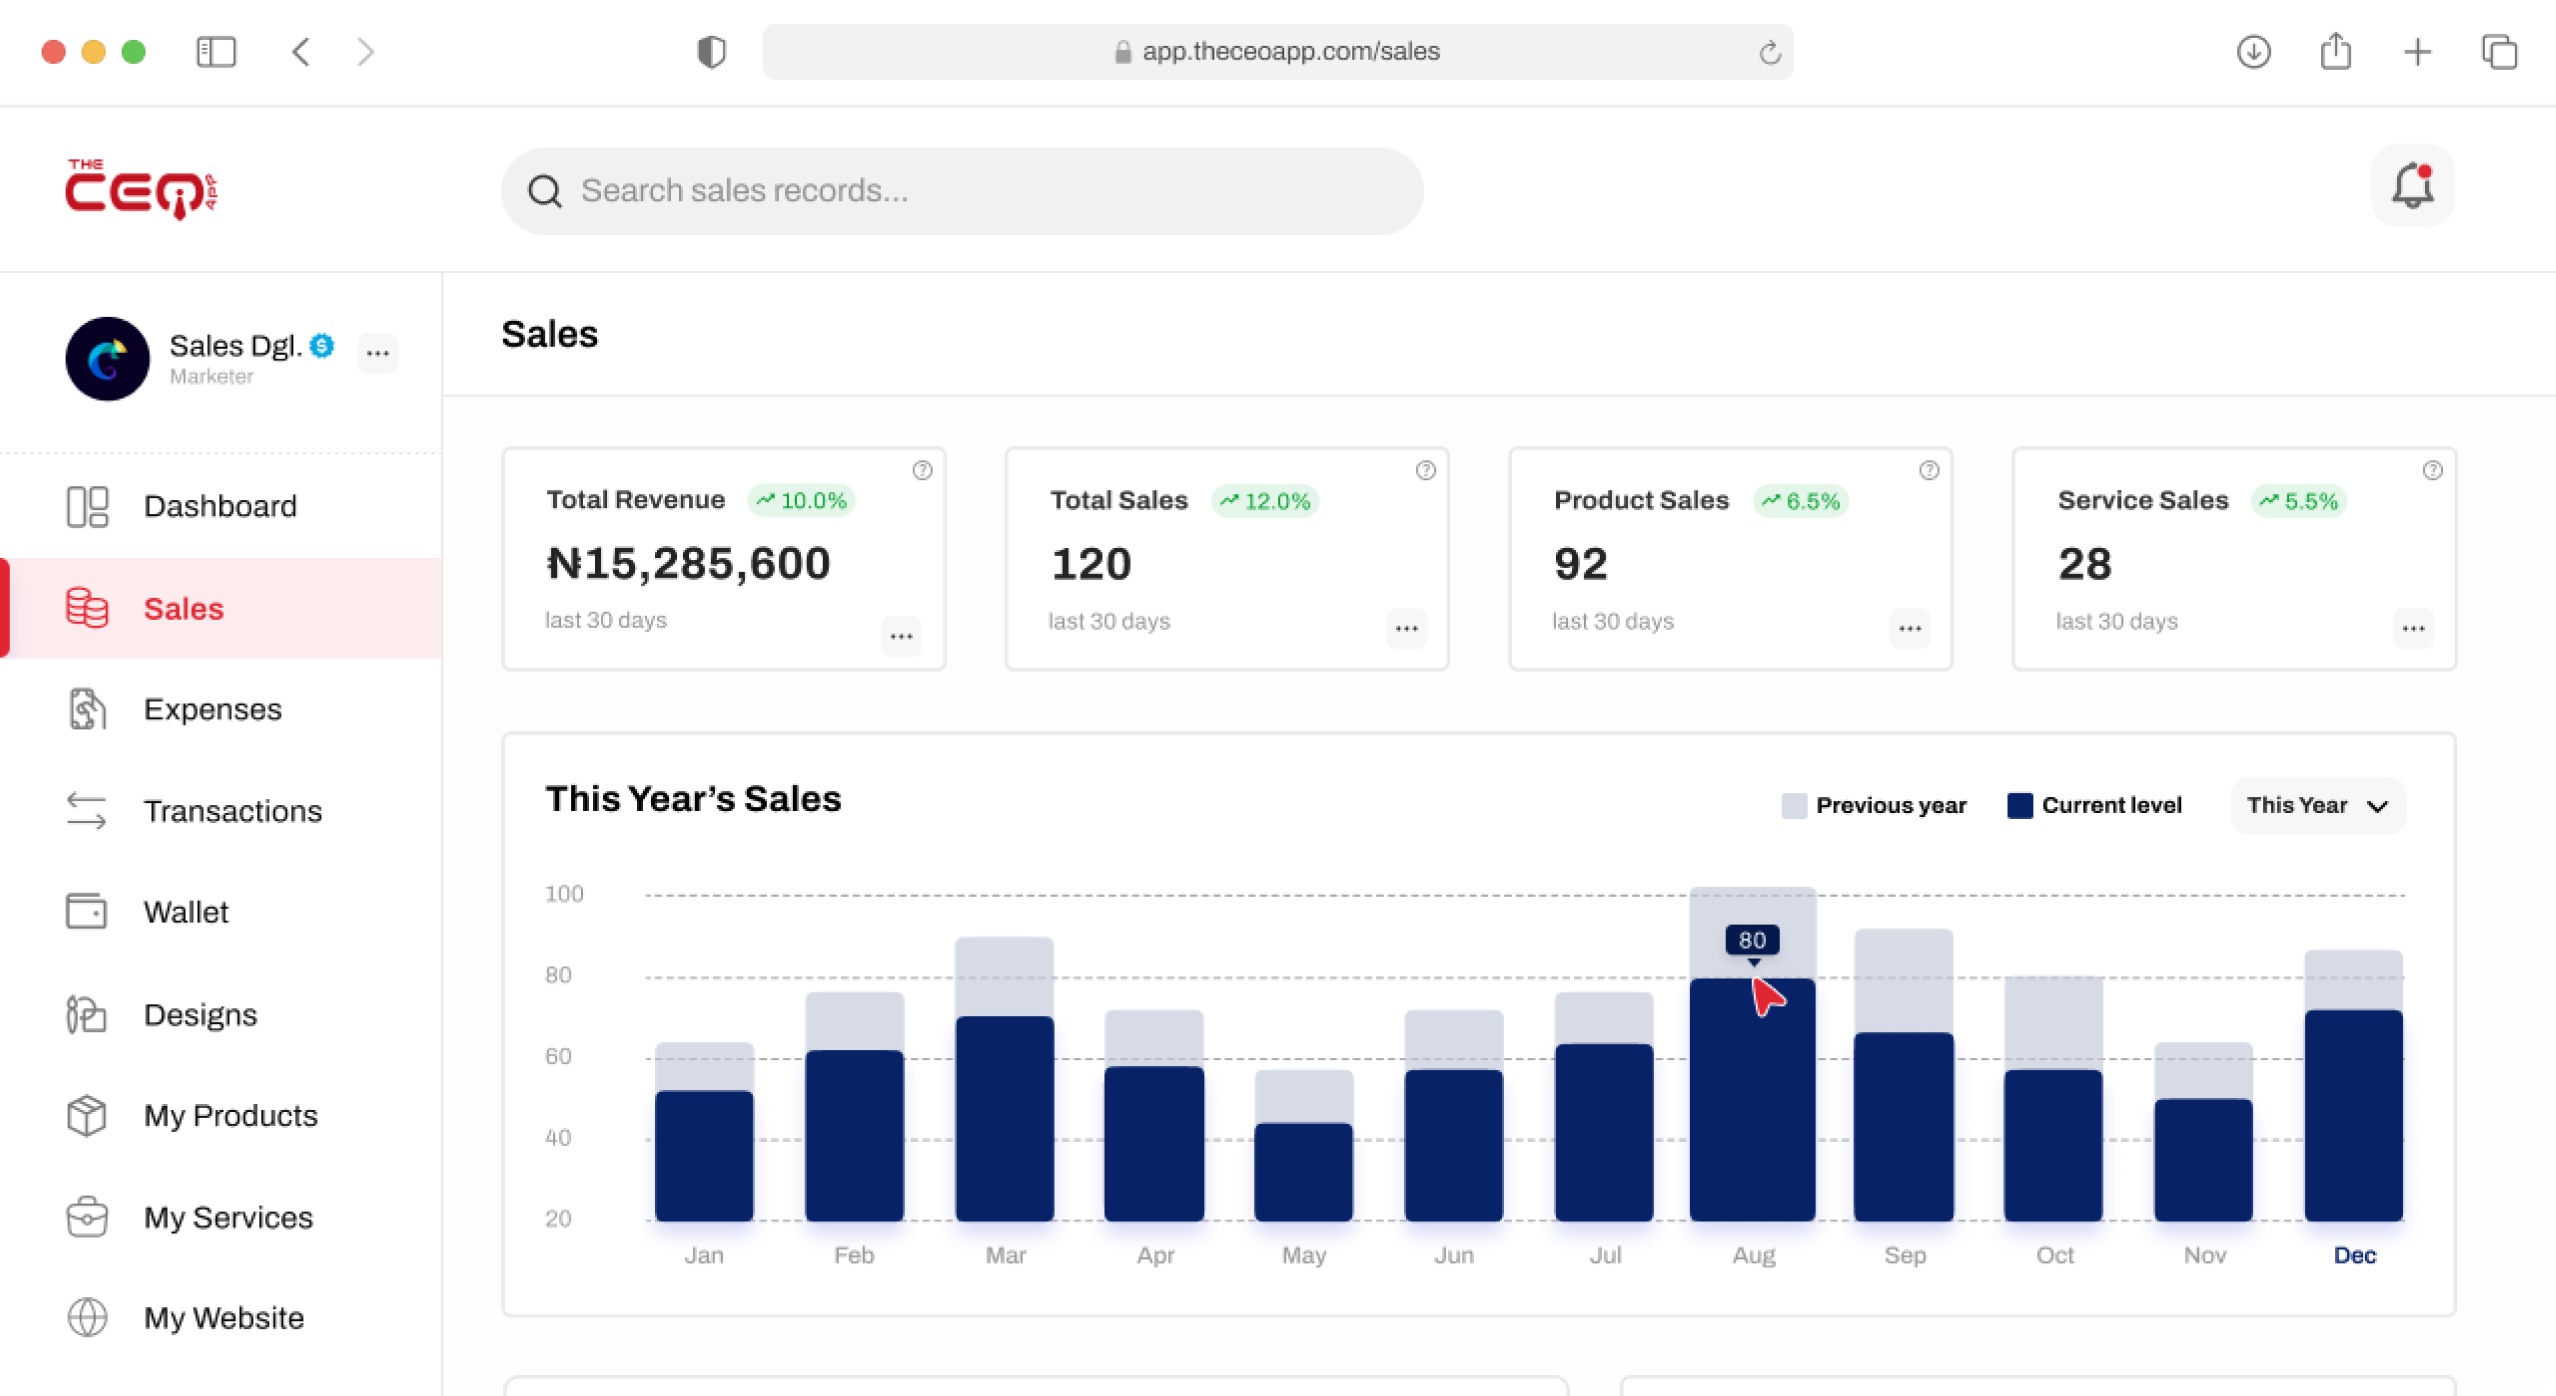 app.theceoapp.com/sales
THE
CEO APP
Search sales records...
Sales Dgl.
Marketer
Dashboard
Sales
Expenses
Transactions
Wallet
Designs
My Products
My Services
My Website
Sales
Total Revenue 10.0%
₦15,285,600
last 30 days
Total Sales 12.0%
120
last 30 days
Product Sales 6.5%
92
last 30 days
Service Sales 5.5%
28
last 30 days
This Year’s Sales
Previous year Current level This Year
100
80
80
60
40
20
Jan Feb Mar Apr May Jun Jul Aug Sep Oct Nov Dec